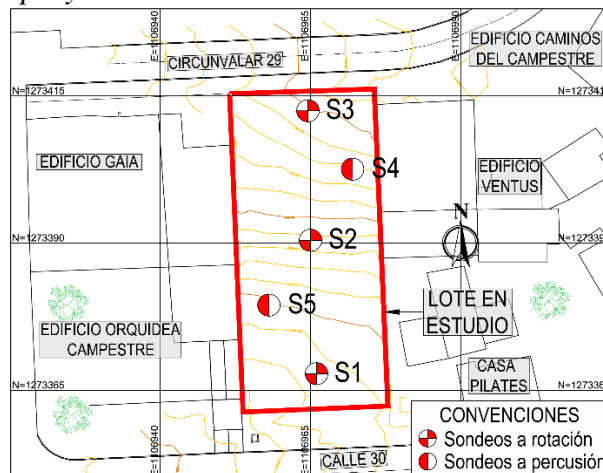 E=1106940
E=1106965
E=1106990
EDIFICIO CAMINOS
DEL CAMPESTRE
CIRCUNVALAR 29
N=1273415
N=127341
S3
EDIFICIO GAIA
S4
EDIFICIO
VENTUS
N
N=1273390
N=127339
S2
S5
LOTE EN
ESTUDIO
EDIFICIO ORQUIDEA
CAMPESTRE
S1
CASA
PILATES
N=1273365
N=127336
CONVENCIONES
Sondeos a rotación
Sondeos a percusión
E=1106940
E=1106965
CALLE 30